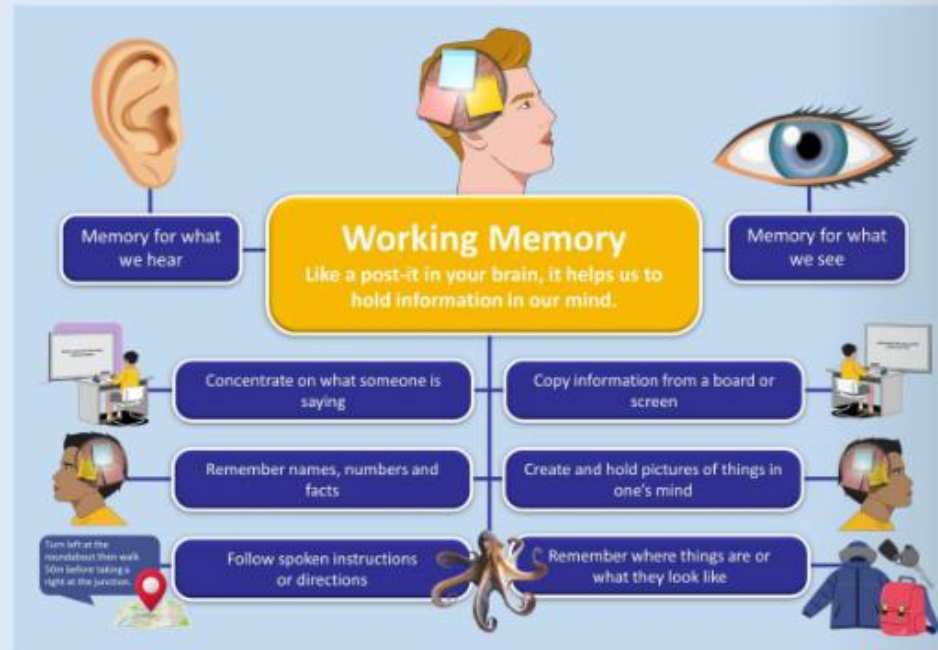 Working Memory
Like a post-it in your brain, it helps us to
hold information in our mind.
Memory for what
we hear
Memory for what
we see
Concentrate on what someone is
saying
Copy information from a board or
screen
Remember names, numbers and
facts
Create and hold pictures of things in
one's mind
Turn left at the
roundabout then walk
50m before taking a
right at the junction.
Follow spoken instructions
or directions
Remember where things are or
what they look like